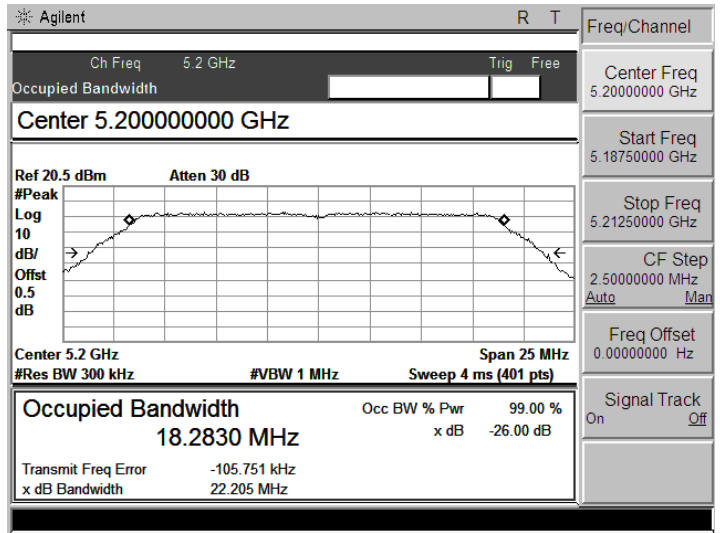 Agilent R T
Freq/Channel
Ch Freq 5.2 GHz Trig Free
Occupied Bandwidth
Center 5.200000000 GHz
Ref 20.5 dBm Atten 30 dB
#Peak
Log
10
dB/
Offst
0.5
dB
Center 5.2 GHz Span 25 MHz
#Res BW 300 kHz #VBW 1 MHz Sweep 4 ms (401 pts)
Occupied Bandwidth Occ BW % Pwr 99.00 %
18.2830 MHz x dB -26.00 dB
Transmit Freq Error -105.751 kHz
x dB Bandwidth 22.205 MHz
Center Freq
5.20000000 GHz
Start Freq
5.18750000 GHz
Stop Freq
5.21250000 GHz
CF Step
2.50000000 MHz
Auto Man
Freq Offset
0.00000000 Hz
Signal Track
On Off